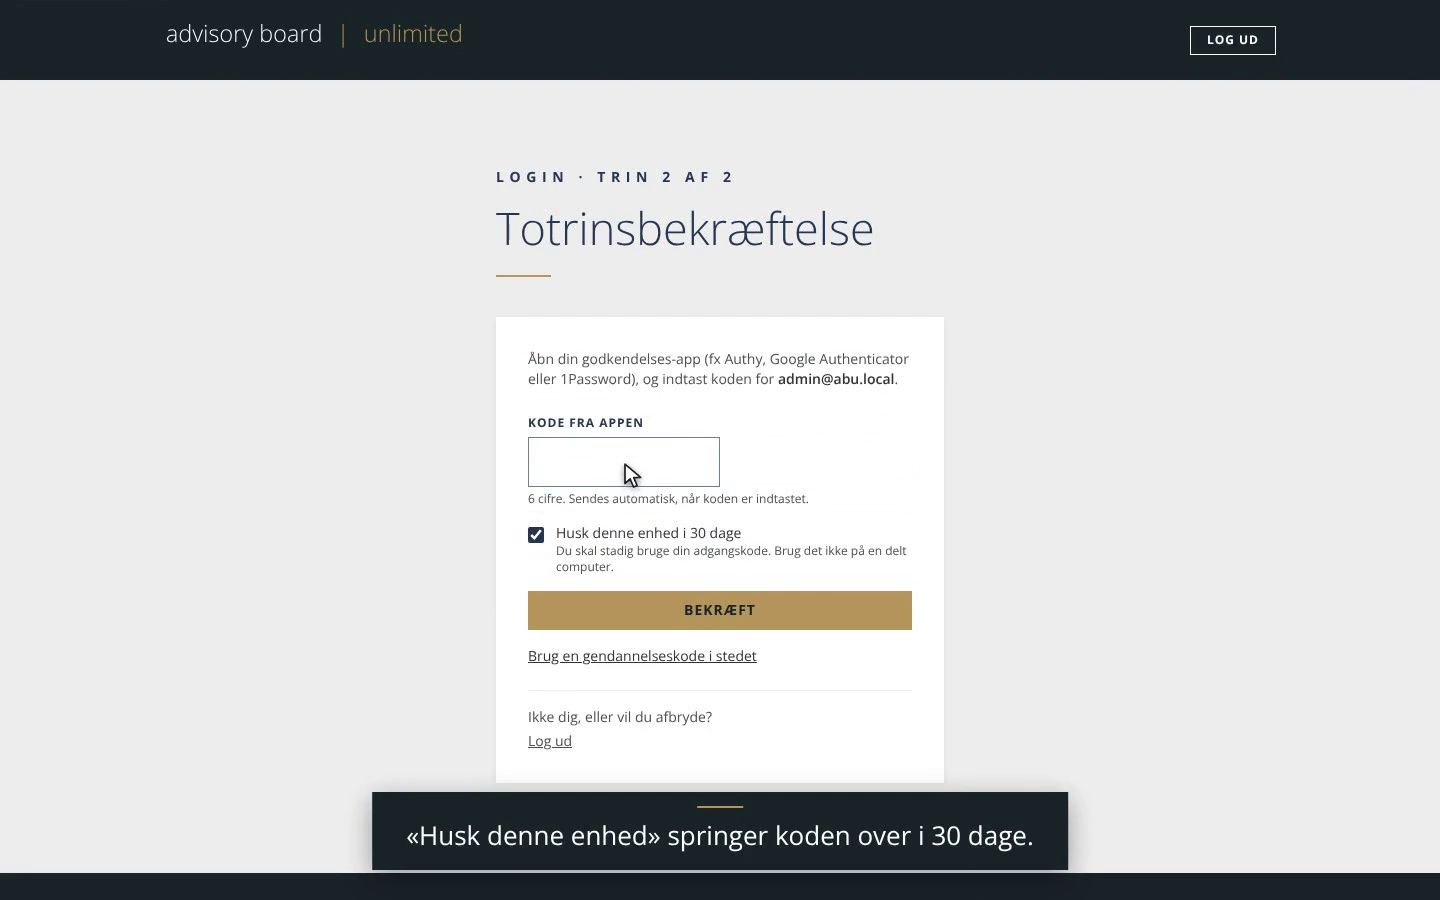 advisory board | unlimited
LOG UD
LOGIN · TRIN 2 AF 2
Totrinsbekræftelse
Åbn din godkendelses-app (fx Authy, Google Authenticator
eller 1Password), og indtast koden for admin@abu.local.
KODE FRA APPEN
6 cifre. Sendes automatisk, når koden er indtastet.
Husk denne enhed i 30 dage
Du skal stadig bruge din adgangskode. Brug det ikke på en delt
computer.
BEKRÆFT
Brug en gendannelseskode i stedet
Ikke dig, eller vil du afbryde?
Log ud
«Husk denne enhed» springer koden over i 30 dage.